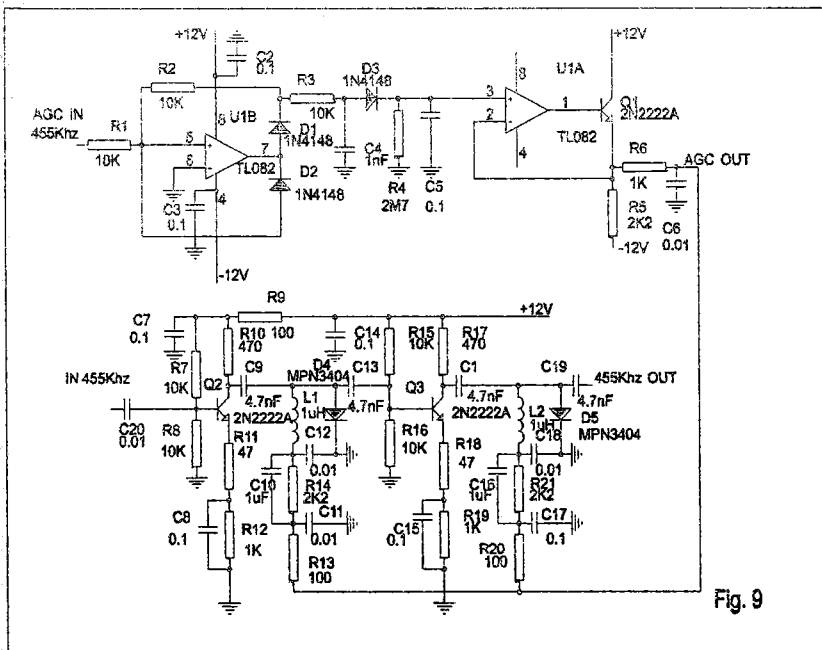 +12V
C2
0.1
R2
10K
R3
10K
D3
1N4148
8
U1A
+12V
AGC IN
455Khz
R1
10K
8
U1B
5
6
7
TL082
4
D1
1N4148
D2
1N4148
C4
1nF
R4
2M7
C5
0.1
3
2
1
4
TL082
Q1
2N2222A
R6
1K
AGC OUT
R5
2K2
-12V
C6
0.01
C3
0.1
-12V
+12V
R9
100
C7
0.1
R10
470
C14
0.1
R15
10K
R17
470
IN 455Khz
R7
10K
Q2
2N2222A
C9
4.7nF
D4
MPN3404
C13
4.7nF
Q3
2N2222A
C1
4.7nF
C19
4.7nF
455Khz OUT
C20
0.01
R8
10K
L1
1uH
R16
10K
L2
1uH
D5
MPN3404
R11
47
C12
0.01
R18
47
C18
0.01
C10
1uF
R14
2K2
C16
1uF
R21
2K2
C8
0.1
R12
1K
C11
0.01
C15
0.1
R19
1K
C17
0.1
R13
100
R20
100
Fig. 9